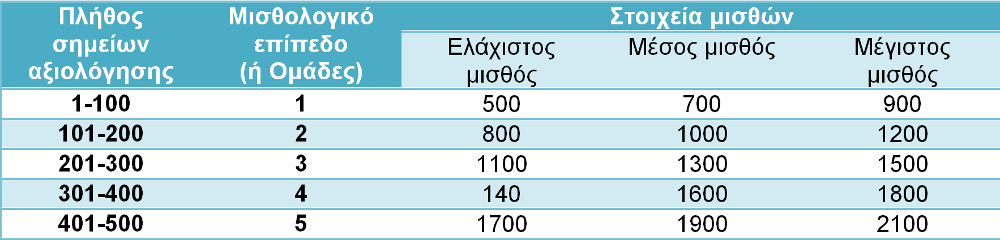 Πλήθος σημείων αξιολόγησης Μισθολογικό επίπεδο (ή Ομάδες) Στοιχεία μισθών
Ελάχιστος μισθός Μέσος μισθός Μέγιστος μισθός
1-100 1 500 700 900
101-200 2 800 1000 1200
201-300 3 1100 1300 1500
301-400 4 140 1600 1800
401-500 5 1700 1900 2100